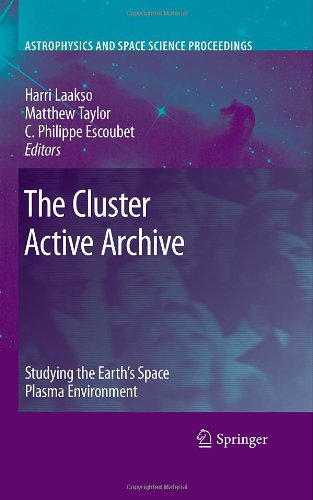 ASTROPHYSICS AND SPACE SCIENCE PROCEEDINGS
Harri Laakso
Matthew Taylor
C. Philippe Escoubet
Editors
The Cluster
Active Archive
Studying the Earth's Space
Plasma Environment
Springer